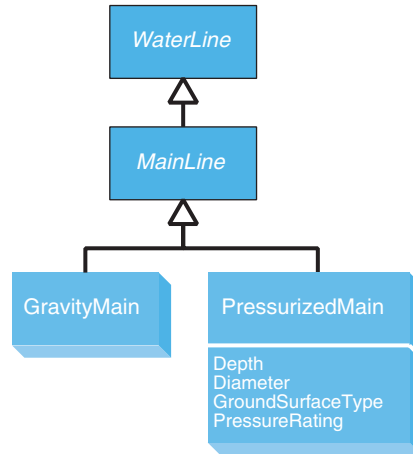 WaterLine
MainLine
GravityMain
PressurizedMain
Depth
Diameter
GroundSurfaceType
PressureRating